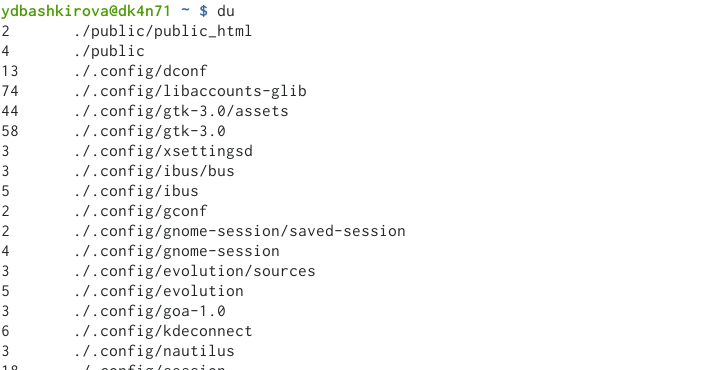 ydbashkirova@dk4n71 ~ $ du
2       ./public/public_html
4       ./public
13      ./.config/dconf
74      ./.config/libaccounts-glib
44      ./.config/gtk-3.0/assets
58      ./.config/gtk-3.0
3       ./.config/xsettingsd
3       ./.config/ibus/bus
5       ./.config/ibus
2       ./.config/gconf
2       ./.config/gnome-session/saved-session
4       ./.config/gnome-session
3       ./.config/evolution/sources
5       ./.config/evolution
3       ./.config/goa-1.0
6       ./.config/kdeconnect
3       ./.config/nautilus
18      ./.config/session